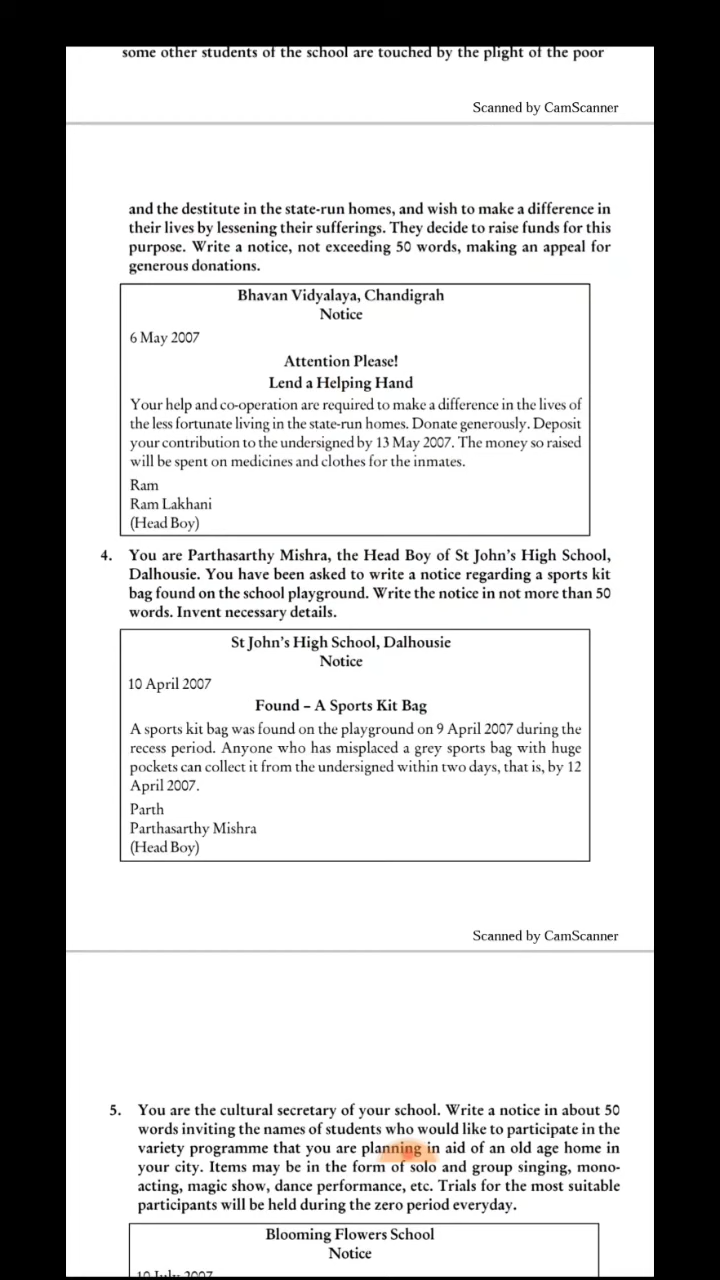 some other students of the school are touched by the plight of the poor
Scanned by CamScanner
and the destitute in the state-run homes, and wish to make a difference in
their lives by lessening their sufferings. They decide to raise funds for this
purpose. Write a notice, not exceeding 50 words, making an appeal for
generous donations.
Bhavan Vidyalaya, Chandigrah
Notice
6 May 2007
Attention Please!
Lend a Helping Hand
Your help and co-operation are required to make a difference in the lives of
the less fortunate living in the state-run homes. Donate generously. Deposit
your contribution to the undersigned by 13 May 2007. The money so raised
will be spent on medicines and clothes for the inmates.
Ram
Ram Lakhani
(Head Boy)
4. You are Parthasarthy Mishra, the Head Boy of St John's High School,
Dalhousie. You have been asked to write a notice regarding a sports kit
bag found on the school playground. Write the notice in not more than 50
words. Invent necessary details.
St John's High School, Dalhousie
Notice
10 April 2007
Found – A Sports Kit Bag
A sports kit bag was found on the playground on 9 April 2007 during the
recess period. Anyone who has misplaced a grey sports bag with huge
pockets can collect it from the undersigned within two days, that is, by 12
April 2007.
Parth
Parthasarthy Mishra
(Head Boy)
Scanned by CamScanner
5. You are the cultural secretary of your school. Write a notice in about 50
words inviting the names of students who would like to participate in the
variety programme that you are planning in aid of an old age home in
your city. Items may be in the form of solo and group singing, mono-
acting, magic show, dance performance, etc. Trials for the most suitable
participants will be held during the zero period everyday.
Blooming Flowers School
Notice
10 July 2007